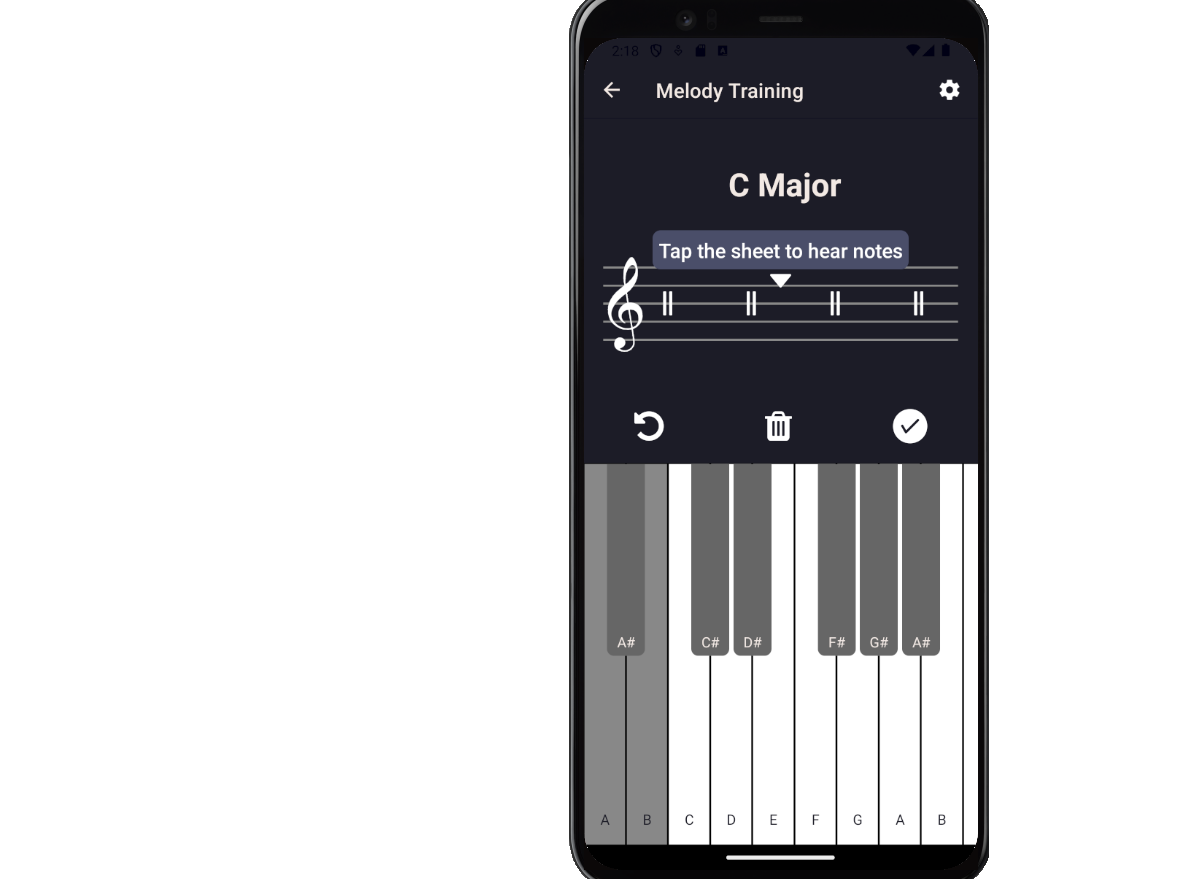 2:18
Melody Training
C Major
Tap the sheet to hear notes
A# C# D# F# G# A#
A B C D E F G A B